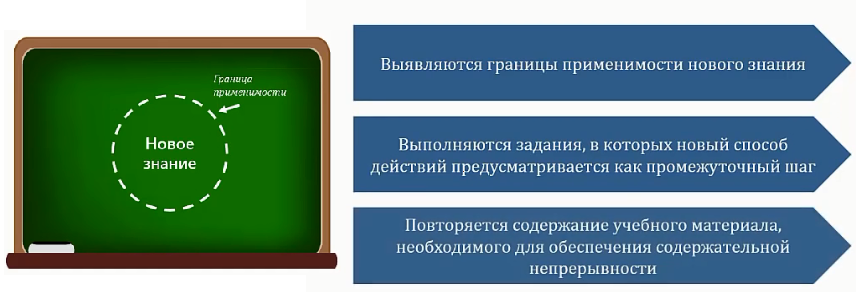 Граница
применимости
Новое
знание
Выявляются границы применимости нового знания
Выполняются задания, в которых новый способ
действий предусматривается как промежуточный шаг
Повторяется содержание учебного материала,
необходимого для обеспечения содержательной
непрерывности